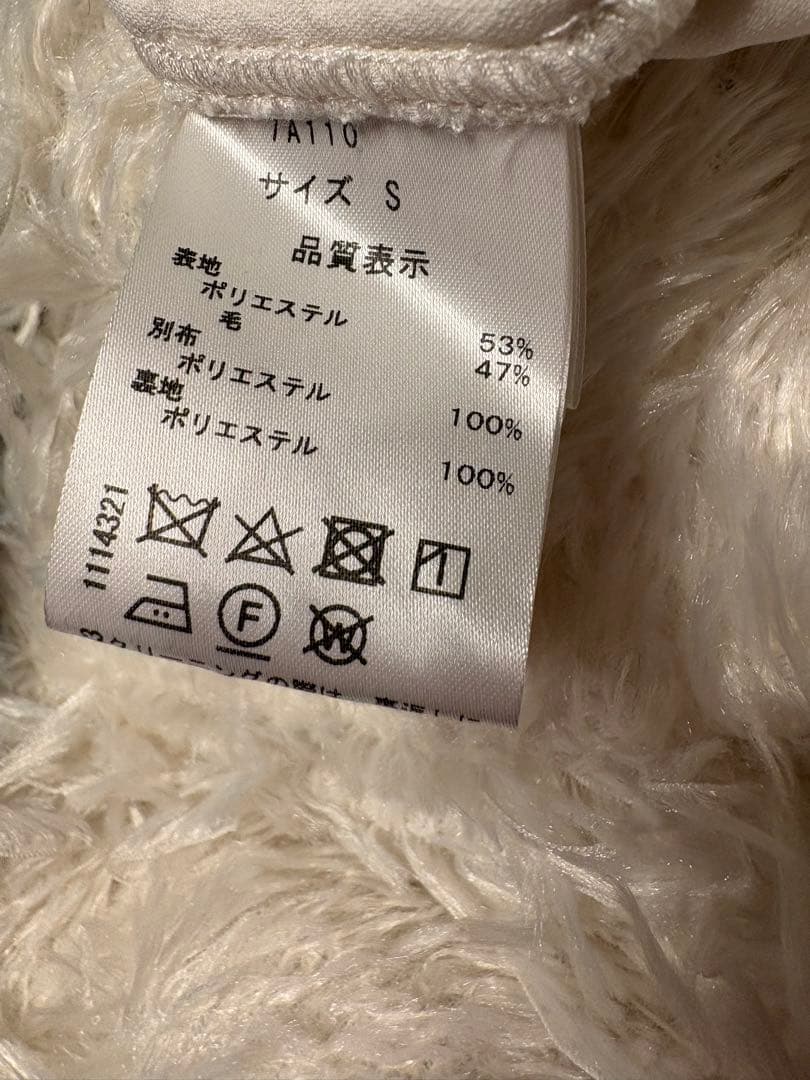 サイズ S
品質表示
表地
ポリエステル 53%
毛 47%
別布
ポリエステル 100%
裏地
ポリエステル 100%
1114321
F
W